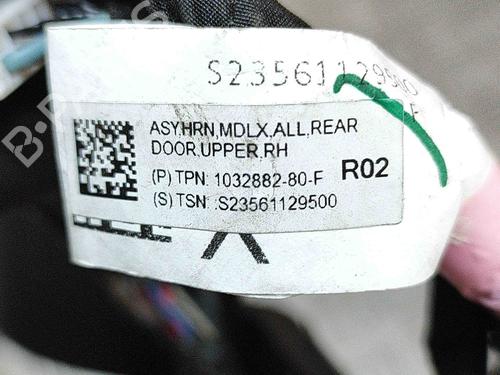 S23561129500
ASY,HRN,MDLX,ALL,REAR
DOOR,UPPER,RH
(P) TPN: 1032882-80-F R02
(S) TSN :S23561129500